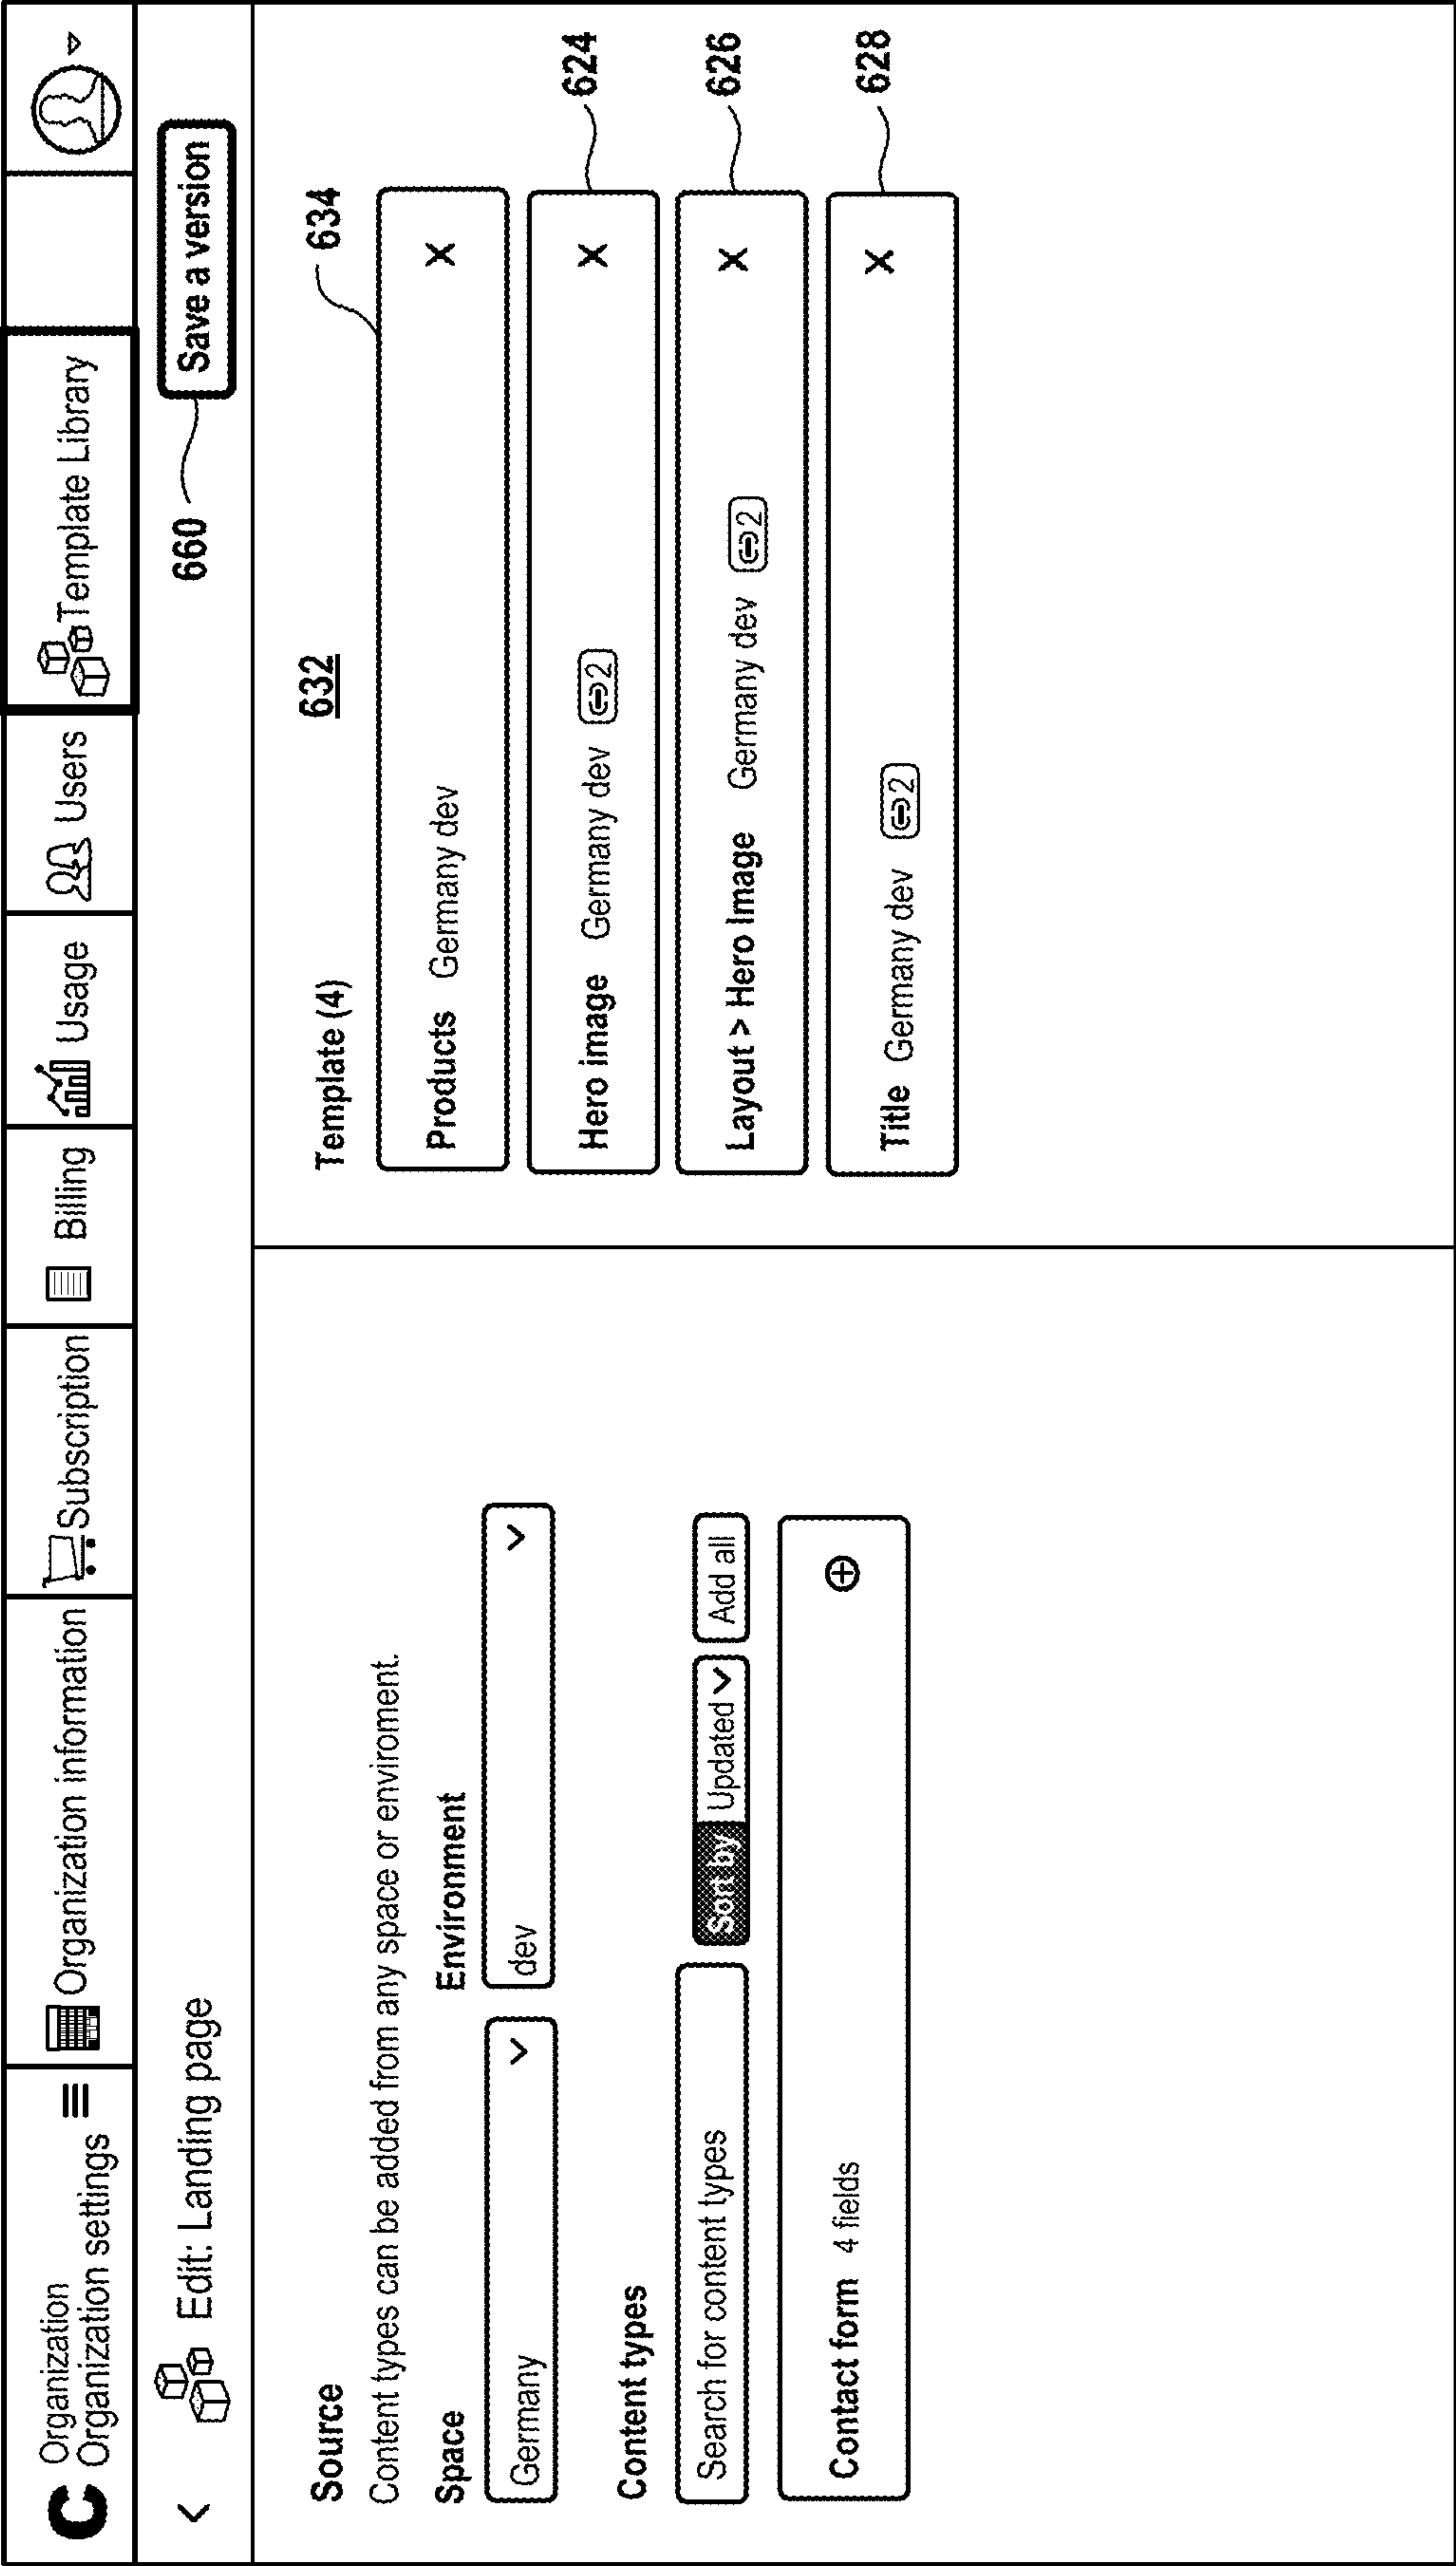 C Organization
Organization settings
Organization information
Subscription
Billing
Usage
Users
Template Library
< Edit: Landing page
660
Save a version
Source
Content types can be added from any space or enviroment.
Space
Environment
Germany
dev
Content types
Search for content types
Sort by
Updated
Add all
Contact form 4 fields
Template (4)
632
634
Products Germany dev X
Hero image Germany dev 2 X
624
Layout > Hero Image Germany dev 2 X
626
Title Germany dev 2 X
628